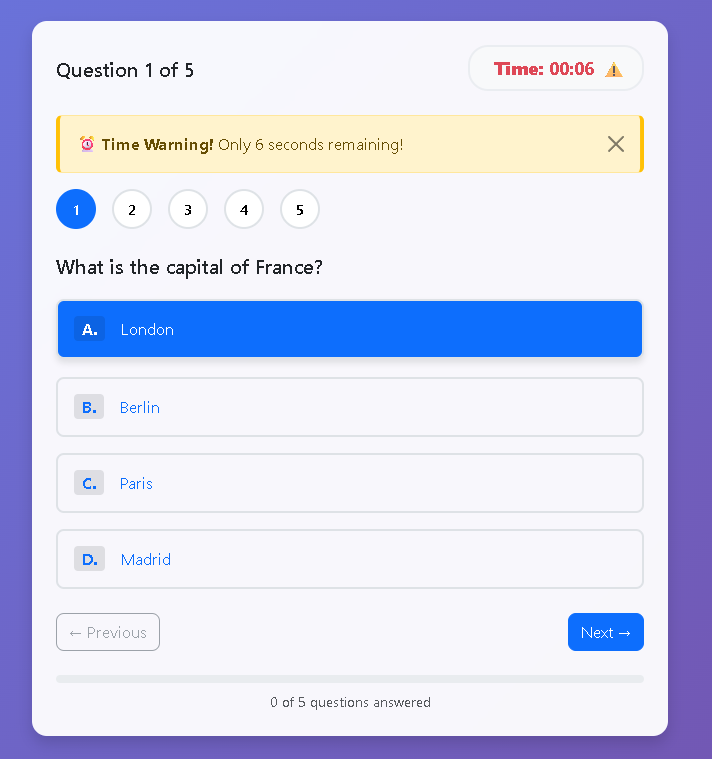 Question 1 of 5
Time: 00:06 ⚠️
⏰ Time Warning! Only 6 seconds remaining!
1 2 3 4 5
What is the capital of France?
A. London
B. Berlin
C. Paris
D. Madrid
← Previous
Next →
0 of 5 questions answered